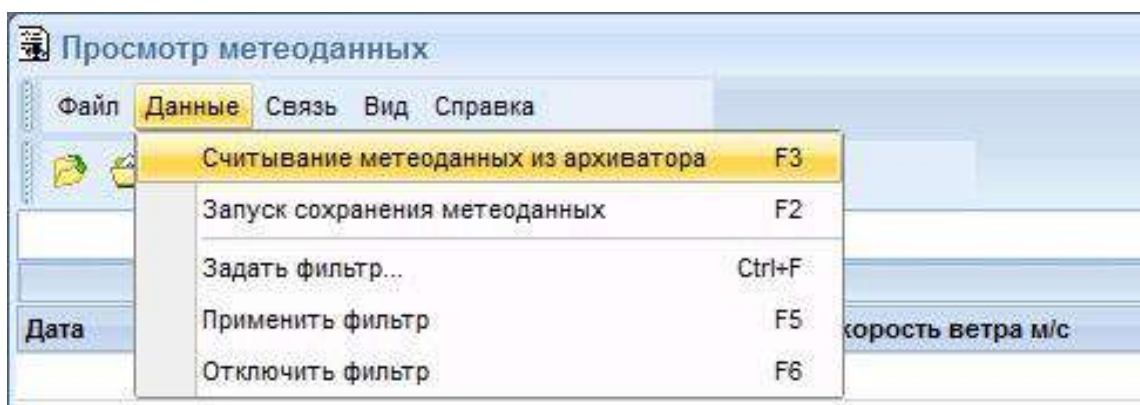 Просмотр метеоданных
Файл Данные Связь Вид Справка
Считывание метеоданных из архиватора F3
Запуск сохранения метеоданных F2
Задать фильтр... Ctrl+F
Применить фильтр F5
Отключить фильтр F6
Дата корость ветра м/с